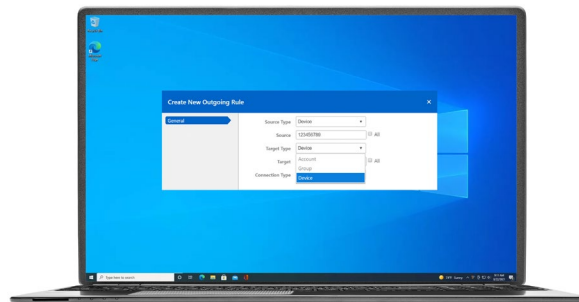 Create New Outgoing Rule
General
Source Type Device
Source 123456789 All
Target Type Device
Target Account All
Group
Connection Type Device
Type here to search